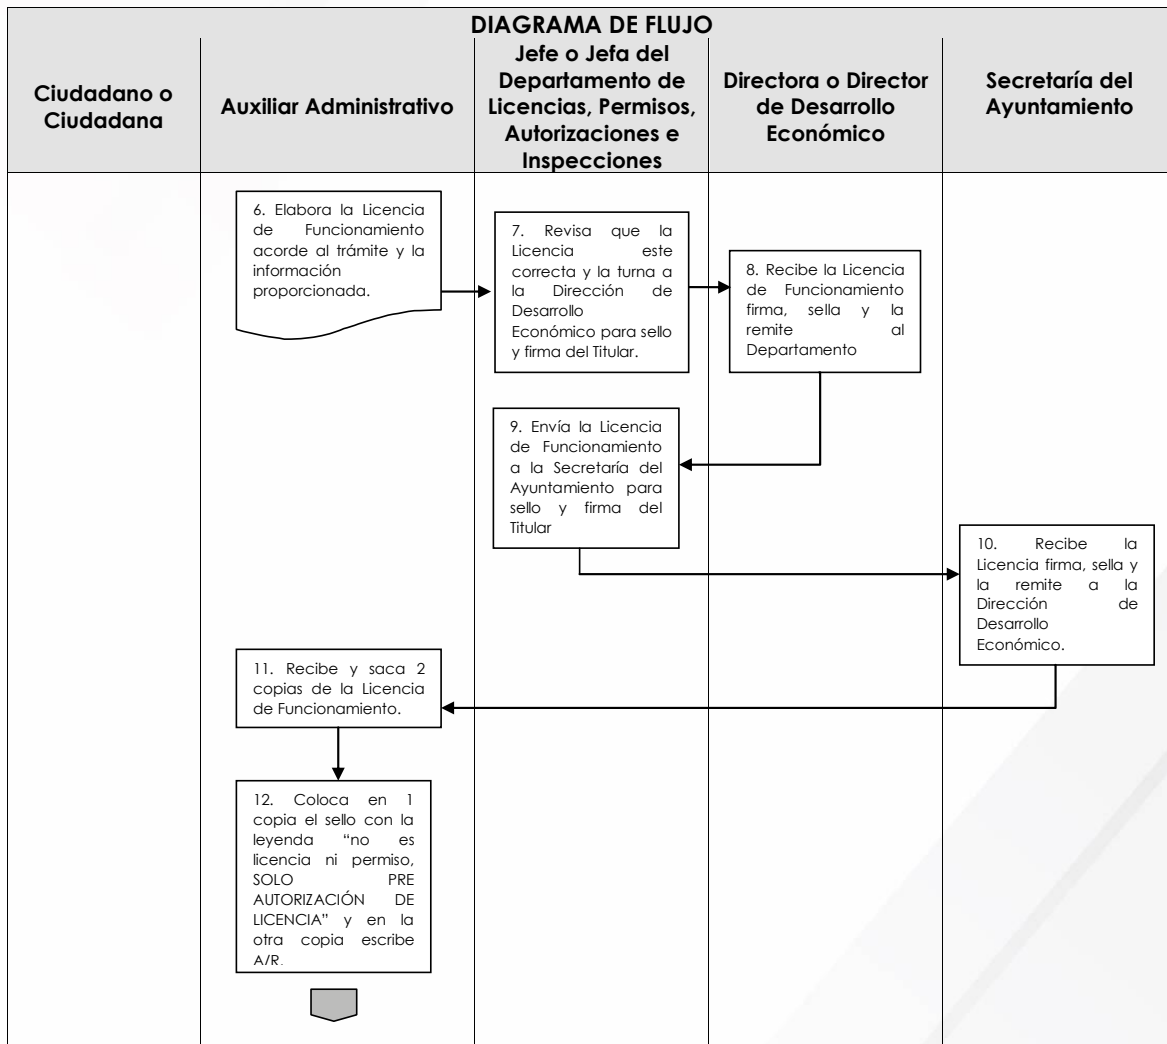 DIAGRAMA DE FLUJO
Ciudadano o
Ciudadana
Auxiliar Administrativo
Jefe o Jefa del
Departamento de
Licencias, Permisos,
Autorizaciones e
Inspecciones
Directora o Director
de Desarrollo
Económico
Secretaría del
Ayuntamiento
6. Elabora la Licencia
de Funcionamiento
acorde al trámite y la
información
proporcionada.
7. Revisa que la
Licencia este
correcta y la turna a
la Dirección de
Desarrollo
Económico para sello
y firma del Titular.
8. Recibe la Licencia
de Funcionamiento
firma, sella y la
remite al
Departamento
9. Envía la Licencia
de Funcionamiento
a la Secretaría del
Ayuntamiento para
sello y firma del
Titular
10. Recibe la
Licencia firma, sella y
la remite a la
Dirección de
Desarrollo
Económico.
11. Recibe y saca 2
copias de la Licencia
de Funcionamiento.
12. Coloca en 1
copia el sello con la
leyenda “no es
licencia ni permiso,
SOLO PRE
AUTORIZACIÓN DE
LICENCIA” y en la
otra copia escribe
A/R.